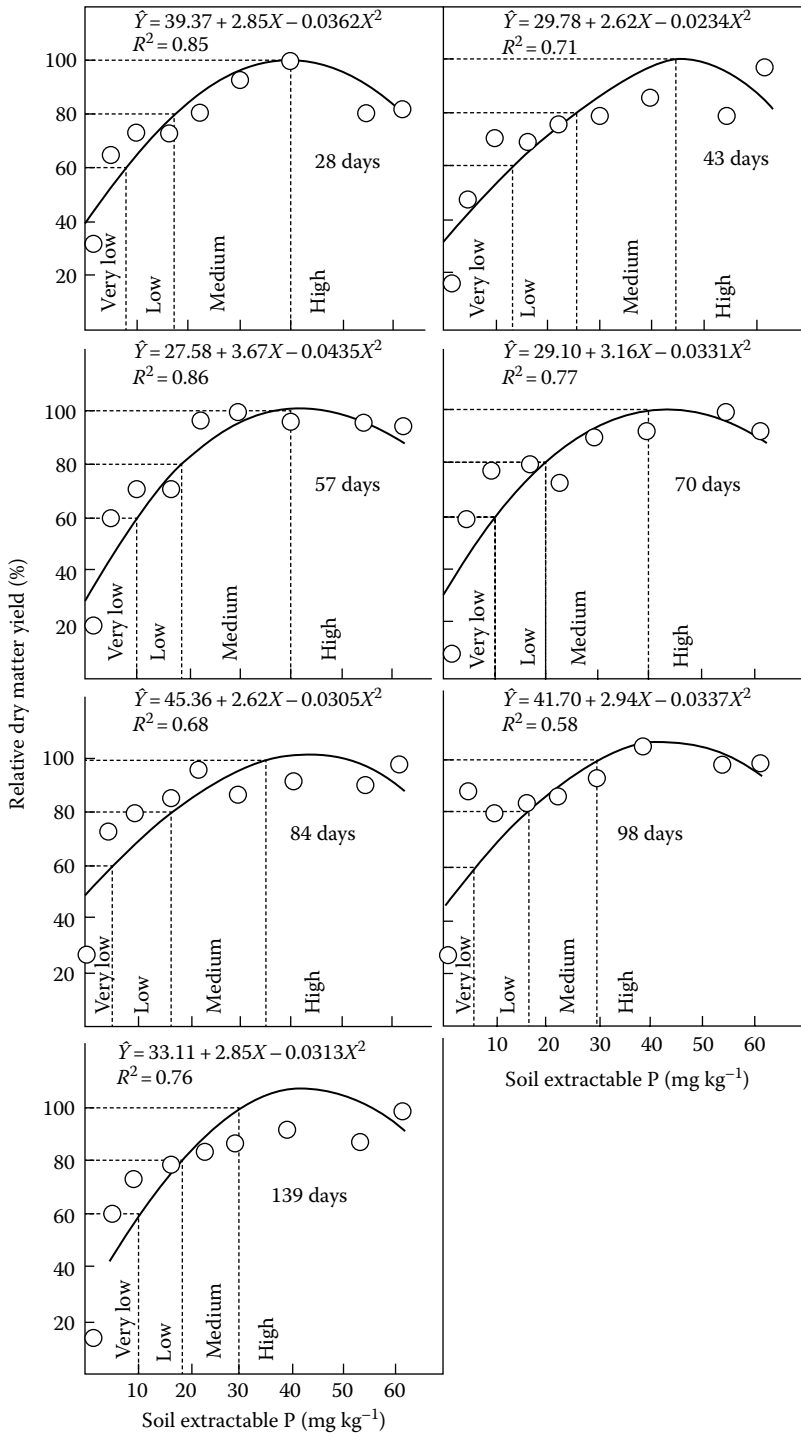 Ŷ = 39.37 + 2.85X – 0.0362X²
R² = 0.85
100
80
60
40
20
28 days
Very low
Low
Medium
High
Ŷ = 29.78 + 2.62X – 0.0234X²
R² = 0.71
43 days
Very low
Low
Medium
High
Ŷ = 27.58 + 3.67X – 0.0435X²
R² = 0.86
100
80
60
40
20
57 days
Very low
Low
Medium
High
Ŷ = 29.10 + 3.16X – 0.0331X²
R² = 0.77
70 days
Very low
Low
Medium
High
Relative dry matter yield (%)
Ŷ = 45.36 + 2.62X – 0.0305X²
R² = 0.68
100
80
60
40
20
84 days
Very low
Low
Medium
High
Ŷ = 41.70 + 2.94X – 0.0337X²
R² = 0.58
98 days
Very low
Low
Medium
High
10 20 30 40 50 60
Soil extractable P (mg kg⁻¹)
Ŷ = 33.11 + 2.85X – 0.0313X²
R² = 0.76
100
80
60
40
20
139 days
Very low
Low
Medium
High
10 20 30 40 50 60
Soil extractable P (mg kg⁻¹)